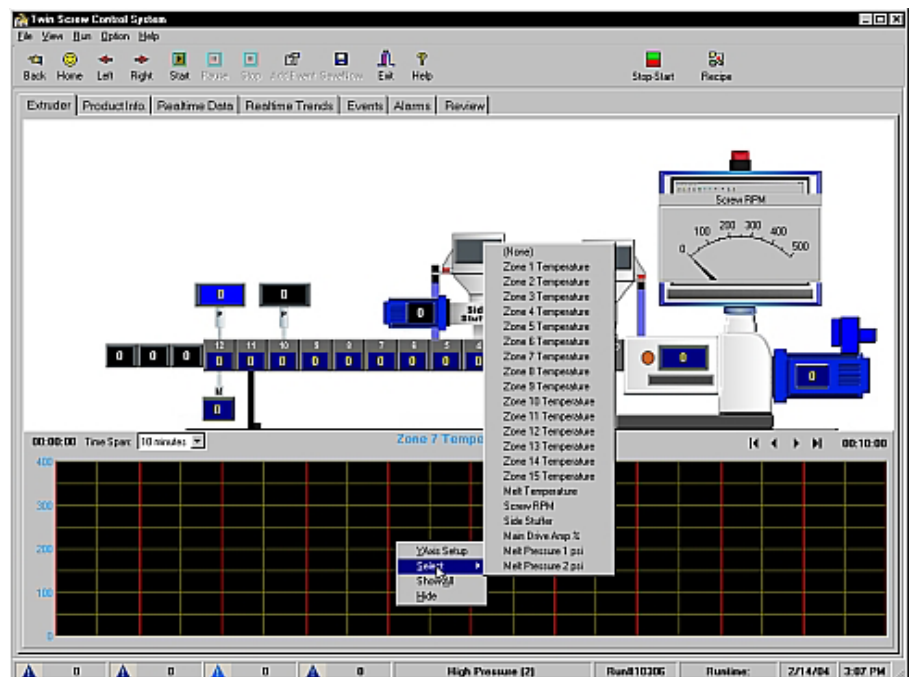 Twin Screw Control System
File View Run Option Help
Back Home Left Right Start Pause Stop Add Event SaveNow Exit Help Stop-Start Recipe
Extruder Product Info. Realtime Data Realtime Trends Events Alarms Review
Screw RPM
0 100 200 300 400 500
(None)
Zone 1 Temperature
Zone 2 Temperature
Zone 3 Temperature
Zone 4 Temperature
Zone 5 Temperature
Zone 6 Temperature
Zone 7 Temperature
Zone 8 Temperature
Zone 9 Temperature
Zone 10 Temperature
Zone 11 Temperature
Zone 12 Temperature
Zone 13 Temperature
Zone 14 Temperature
Zone 15 Temperature
Melt Temperature
Screw RPM
Side Stuffer
Main Drive Amp.%
Melt Pressure 1 psi
Melt Pressure 2 psi
0 0
P P
0 Sid
Stuf
12 11 10 9 8 7 6 5 4
0 0 0 0 0 0 0 0 0 0 0 0 0
0
M
0
00:00:00 Time Span: 10 minutes Zone 7 Tempe 00:10:00
400
300
200
100
0
Y/Axis Setup
Select
Show All
Hide
0 0 0 0 High Pressure (2) Run#10306 Runtime: 2/14/04 3:07 PM